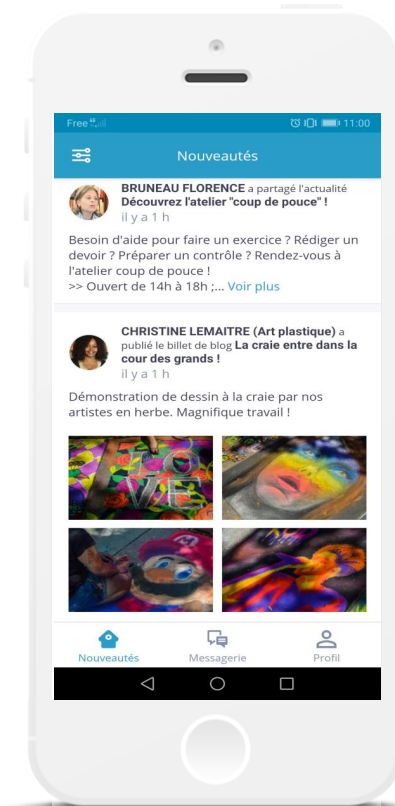 Free 4G 11:00
Nouveautés
BRUNEAU FLORENCE a partagé l'actualité
Découvrez l'atelier "coup de pouce" !
il y a 1 h
Besoin d'aide pour faire un exercice ? Rédiger un
devoir ? Préparer un contrôle ? Rendez-vous à
l'atelier coup de pouce !
>> Ouvert de 14h à 18h ;... Voir plus
CHRISTINE LEMAITRE (Art plastique) a
publié le billet de blog La craie entre dans la
cour des grands !
il y a 1 h
Démonstration de dessin à la craie par nos
artistes en herbe. Magnifique travail !
LO
VE
Nouveautés Messagerie Profil